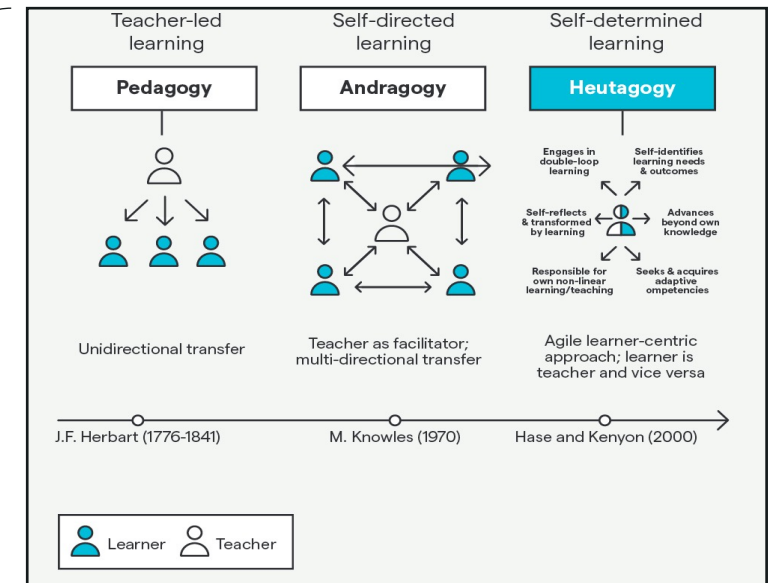 Teacher-led
learning
Self-directed
learning
Self-determined
learning
Pedagogy
Andragogy
Heutagogy
Engages in
double-loop
learning
Self-identifies
learning needs
& outcomes
Self-reflects
& transformed
by learning
Advances
beyond own
knowledge
Responsible for
own non-linear
learning/teaching
Seeks & acquires
adaptive
ompetencies
Unidirectional transfer
Teacher as facilitator;
multi-directional transfer
Agile learner-centric
approach; learner is
teacher and vice versa
J.F. Herbart (1776-1841)
M. Knowles (1970)
Hase and Kenyon (2000)
Learner
Teacher